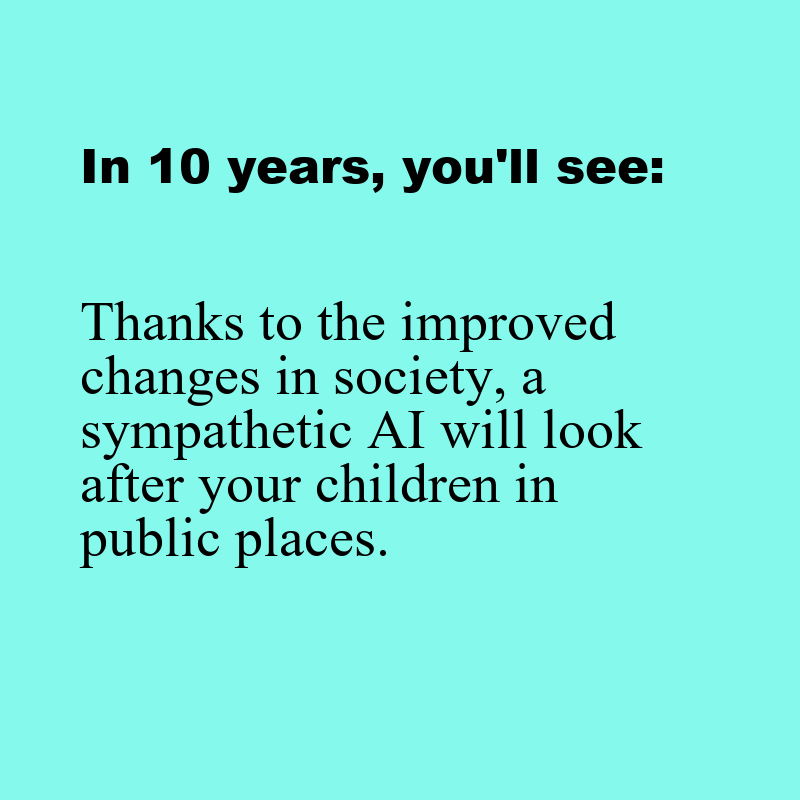 In 10 years, you'll see:
Thanks to the improved
changes in society, a
sympathetic AI will look
after your children in
public places.